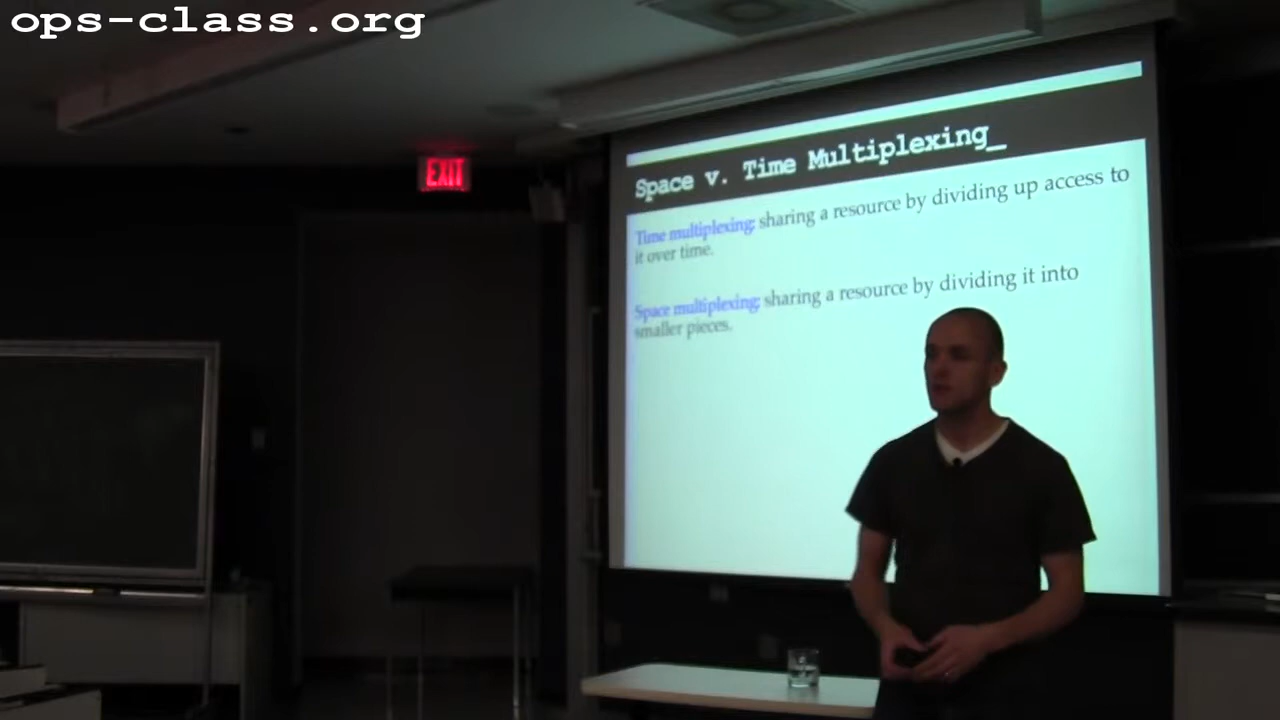 ops-class.org
EXIT
Space v. Time Multiplexing_
Time multiplexing: sharing a resource by dividing up access to
it over time.
Space multiplexing: sharing a resource by dividing it into
smaller pieces.